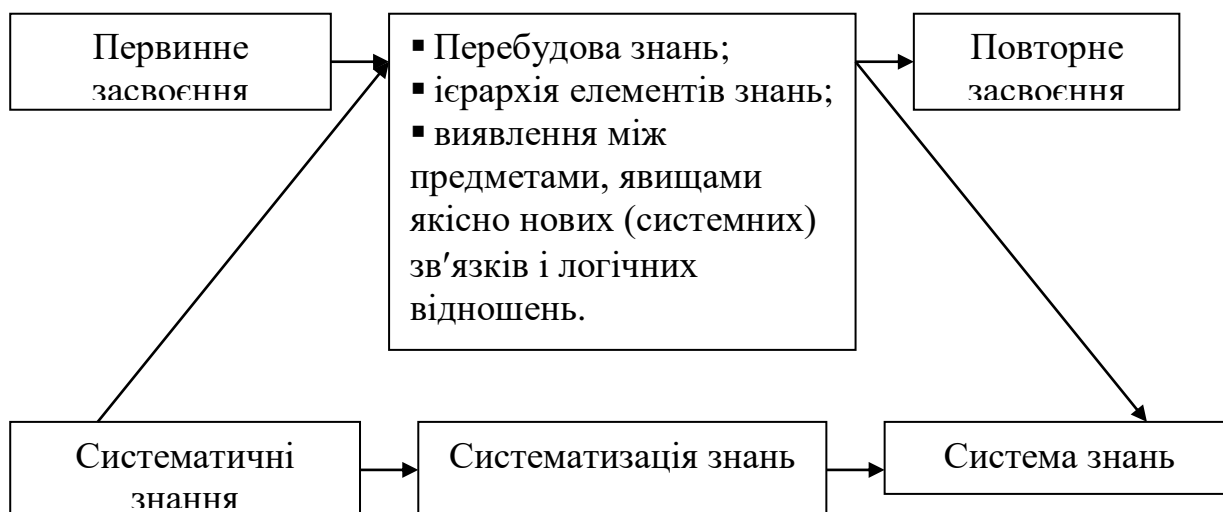 Первинне
засвоєння
▪ Перебудова знань;
▪ ієрархія елементів знань;
▪ виявлення між
предметами, явищами
якісно нових (системних)
зв′язків і логічних
відношень.
Повторне
засвоєння
Систематичні
знання
Систематизація знань
Система знань